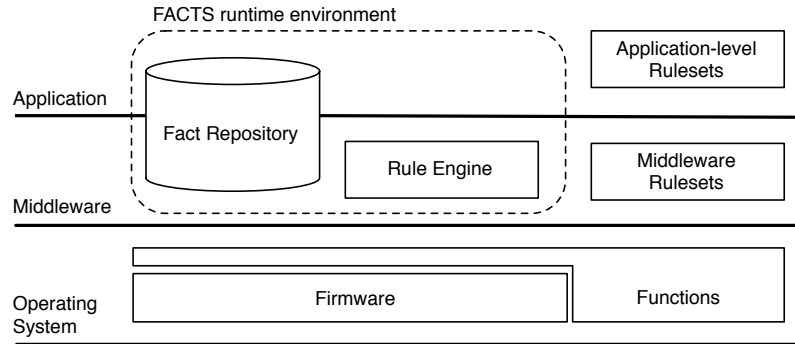 FACTS runtime environment
Application-level
Rulesets
Application
Fact Repository
Rule Engine
Middleware
Rulesets
Middleware
Firmware
Functions
Operating
System